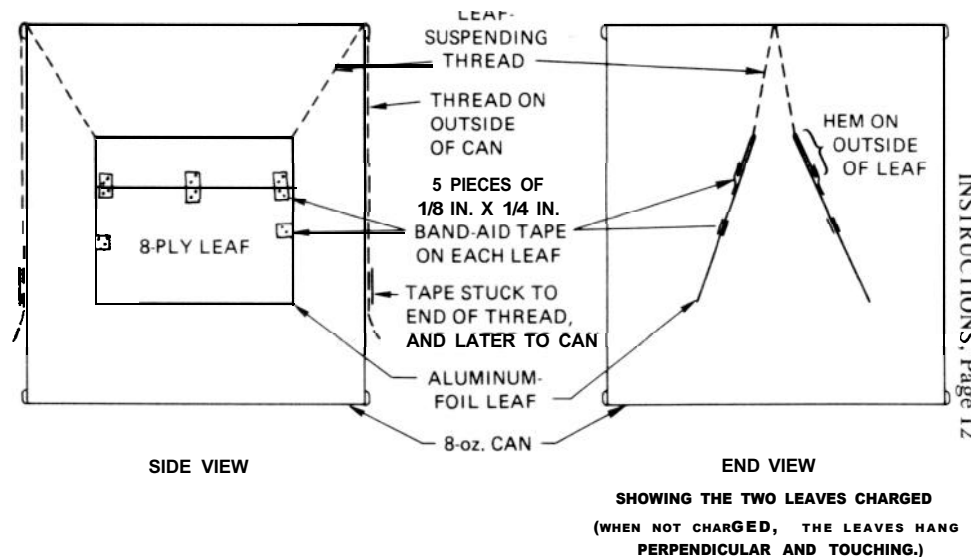 LEAF-
SUSPENDING
THREAD
THREAD ON
OUTSIDE
OF CAN
5 PIECES OF
1/8 IN. X 1/4 IN.
BAND-AID TAPE
ON EACH LEAF
8-PLY LEAF
TAPE STUCK TO
END OF THREAD,
AND LATER TO CAN
ALUMINUM-
FOIL LEAF
8-oz. CAN
SIDE VIEW
HEM ON
OUTSIDE
OF LEAF
END VIEW
SHOWING THE TWO LEAVES CHARGED
(WHEN NOT CHARGED, THE LEAVES HANG
PERPENDICULAR AND TOUCHING.)
INSTRUCTIONS, Page 12